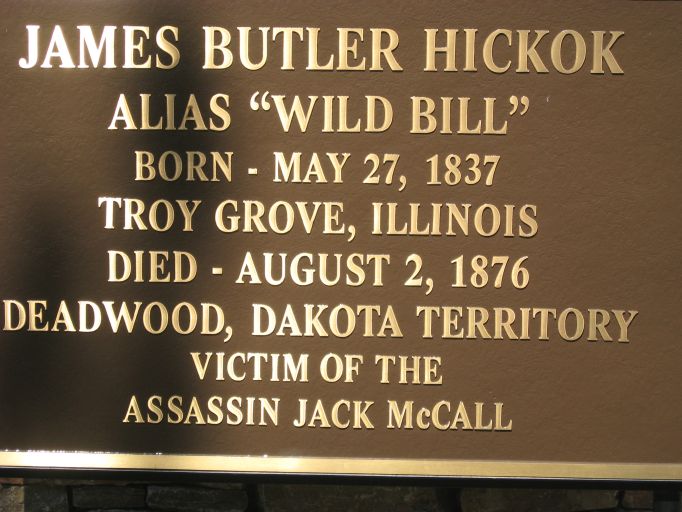 JAMES BUTLER HICKOK
ALIAS “WILD BILL”
BORN - MAY 27, 1837
TROY GROVE, ILLINOIS
DIED - AUGUST 2, 1876
DEADWOOD, DAKOTA TERRITORY
VICTIM OF THE
ASSASSIN JACK McCALL